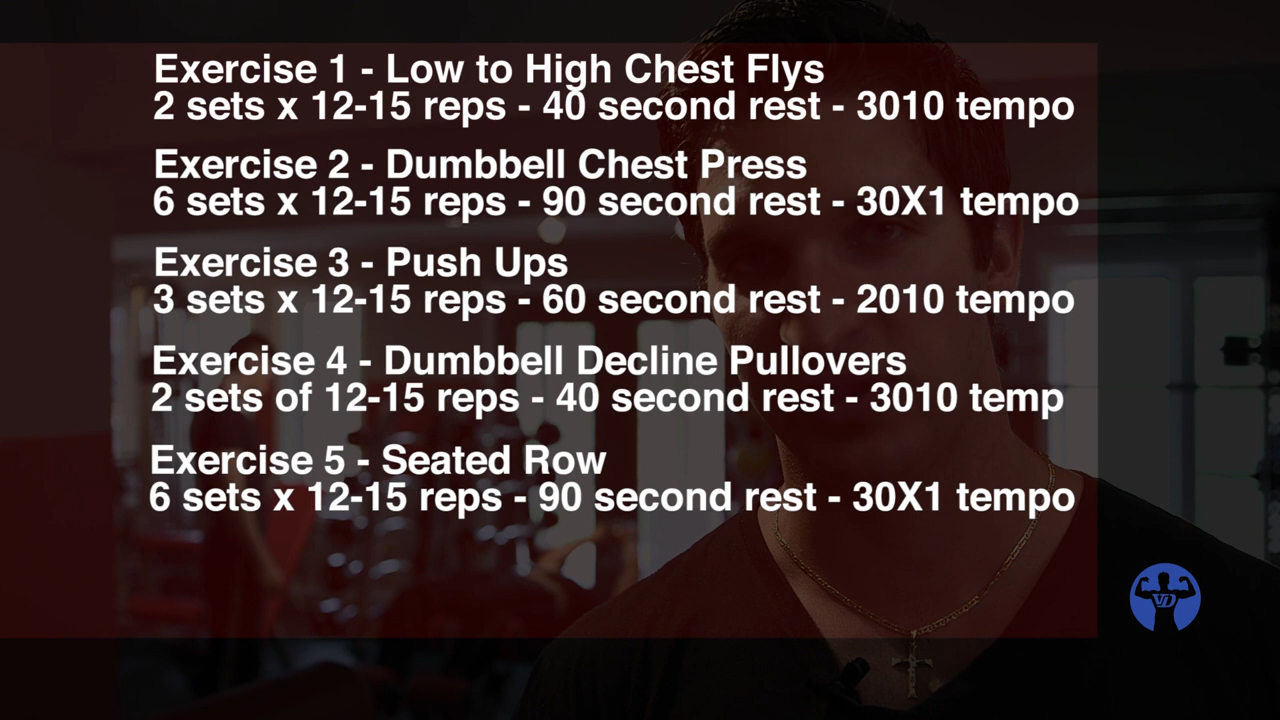 Exercise 1 - Low to High Chest Flys
2 sets x 12-15 reps - 40 second rest - 3010 tempo
Exercise 2 - Dumbbell Chest Press
6 sets x 12-15 reps - 90 second rest - 30X1 tempo
Exercise 3 - Push Ups
3 sets x 12-15 reps - 60 second rest - 2010 tempo
Exercise 4 - Dumbbell Decline Pullovers
2 sets of 12-15 reps - 40 second rest - 3010 temp
Exercise 5 - Seated Row
6 sets x 12-15 reps - 90 second rest - 30X1 tempo
VD